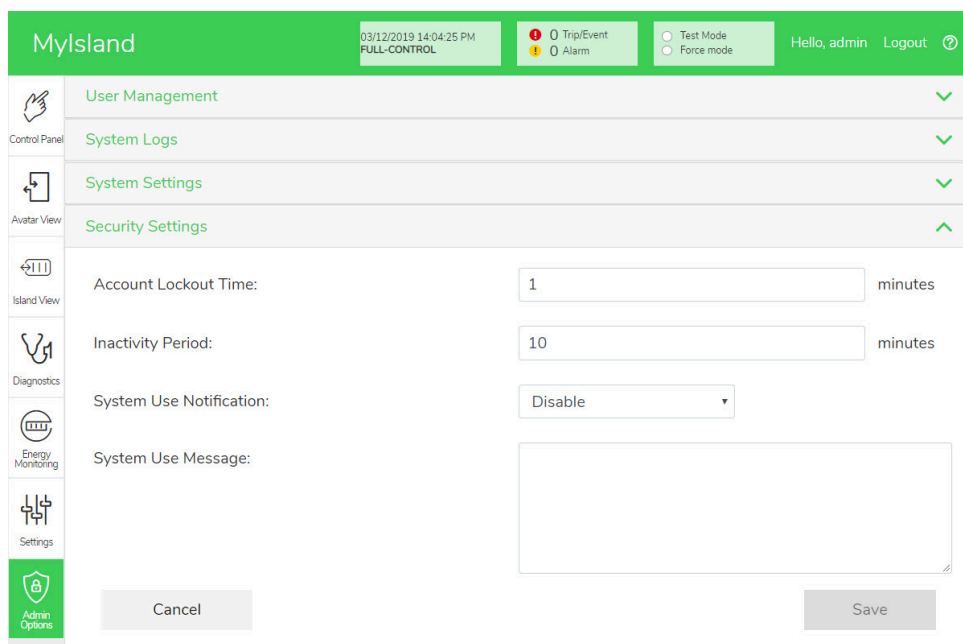 MyIsland
03/12/2019 14:04:25 PM
FULL-CONTROL
0 Trip/Event
0 Alarm
Test Mode
Force mode
Hello, admin Logout
Control Panel
Avatar View
Island View
Diagnostics
Energy
Monitoring
Settings
Admin
Options
User Management
System Logs
System Settings
Security Settings
Account Lockout Time: 1 minutes
Inactivity Period: 10 minutes
System Use Notification: Disable
System Use Message:
Cancel Save